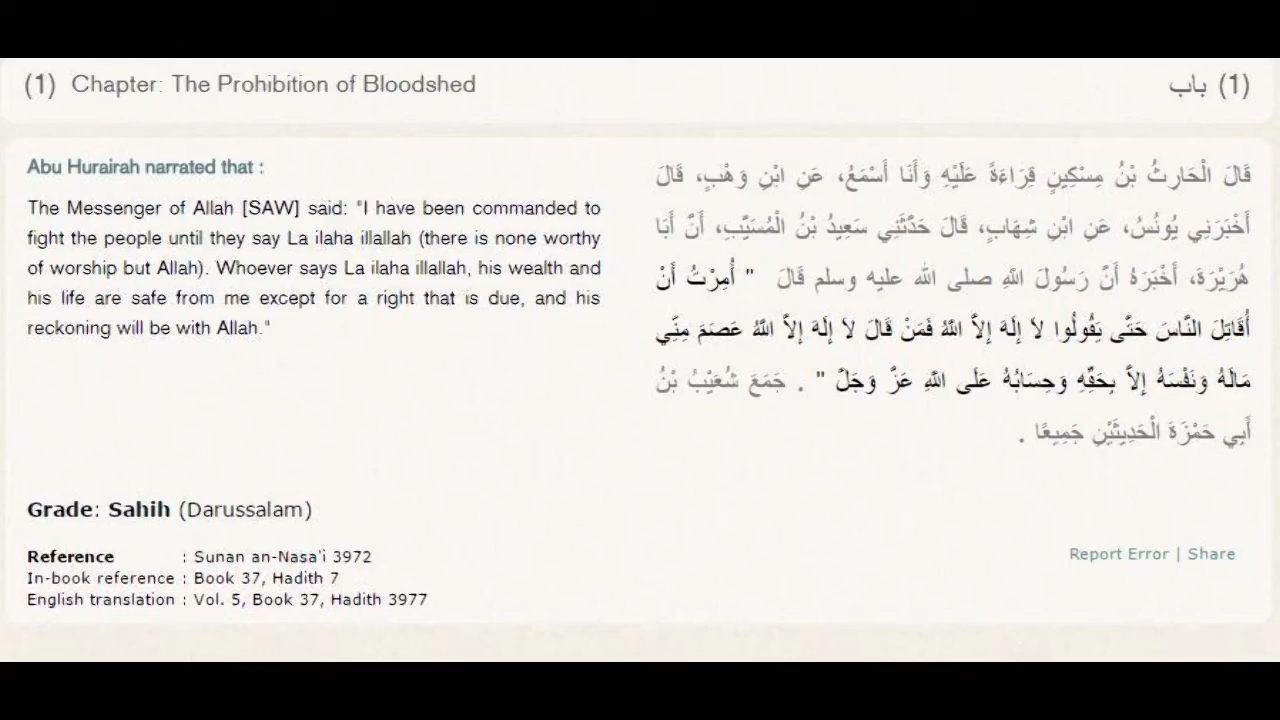 (1) Chapter: The Prohibition of Bloodshed
(1) باب
Abu Hurairah narrated that :
The Messenger of Allah [SAW] said: "I have been commanded to
fight the people until they say La ilaha illallah (there is none worthy
of worship but Allah). Whoever says La ilaha illallah, his wealth and
his life are safe from me except for a right that is due, and his
reckoning will be with Allah."
قَالَ الْحَارِثُ بْنُ مِسْكِينٍ قِرَاءَةً عَلَيْهِ وَأَنَا أَسْمَعُ، عَنِ ابْنِ وَهْبٍ، قَالَ
أَخْبَرَنِي يُونُسُ، عَنِ ابْنِ شِهَابٍ، قَالَ حَدَّثَنِي سَعِيدُ بْنُ الْمُسَيَّبِ، أَنَّ أَبَا
هُرَيْرَةَ، أَخْبَرَهُ أَنَّ رَسُولَ اللَّهِ صلى الله عليه وسلم قَالَ " أُمِرْتُ أَنْ
أُقَاتِلَ النَّاسَ حَتَّى يَقُولُوا لاَ إِلَهَ إِلاَّ اللَّهُ فَمَنْ قَالَ لاَ إِلَهَ إِلاَّ اللَّهُ عَصَمَ مِنِّي
مَالَهُ وَنَفْسَهُ إِلاَّ بِحَقِّهِ وَحِسَابُهُ عَلَى اللَّهِ عَزَّ وَجَلَّ " . جَمَعَ شُعَيْبُ بْنُ
أَبِي حَمْزَةَ الْحَدِيثَيْنِ جَمِيعًا .
Grade: Sahih (Darussalam)
Reference : Sunan an-Nasa'i 3972
In-book reference : Book 37, Hadith 7
English translation : Vol. 5, Book 37, Hadith 3977
Report Error | Share